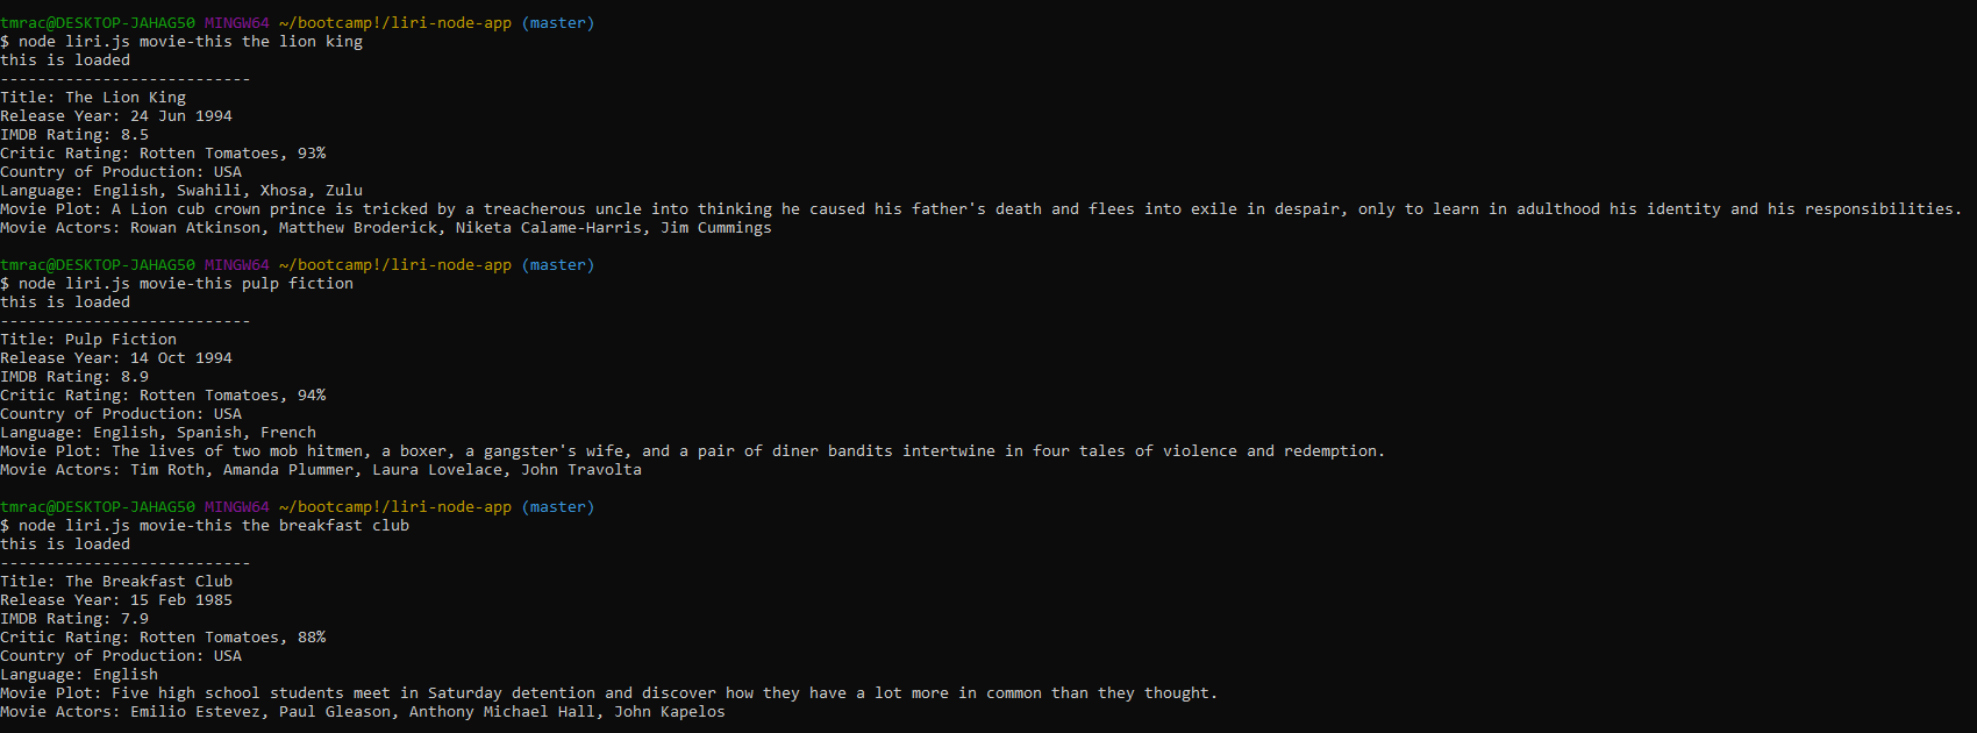 tmrac@DESKTOP-JAHAG50 MINGW64 ~/bootcamp!/liri-node-app (master)
$ node liri.js movie-this the lion king
this is loaded
---------------------------
Title: The Lion King
Release Year: 24 Jun 1994
IMDB Rating: 8.5
Critic Rating: Rotten Tomatoes, 93%
Country of Production: USA
Language: English, Swahili, Xhosa, Zulu
Movie Plot: A Lion cub crown prince is tricked by a treacherous uncle into thinking he caused his father's death and flees into exile in despair, only to learn in adulthood his identity and his responsibilities.
Movie Actors: Rowan Atkinson, Matthew Broderick, Niketa Calame-Harris, Jim Cummings
tmrac@DESKTOP-JAHAG50 MINGW64 ~/bootcamp!/liri-node-app (master)
$ node liri.js movie-this pulp fiction
this is loaded
---------------------------
Title: Pulp Fiction
Release Year: 14 Oct 1994
IMDB Rating: 8.9
Critic Rating: Rotten Tomatoes, 94%
Country of Production: USA
Language: English, Spanish, French
Movie Plot: The lives of two mob hitmen, a boxer, a gangster's wife, and a pair of diner bandits intertwine in four tales of violence and redemption.
Movie Actors: Tim Roth, Amanda Plummer, Laura Lovelace, John Travolta
tmrac@DESKTOP-JAHAG50 MINGW64 ~/bootcamp!/liri-node-app (master)
$ node liri.js movie-this the breakfast club
this is loaded
---------------------------
Title: The Breakfast Club
Release Year: 15 Feb 1985
IMDB Rating: 7.9
Critic Rating: Rotten Tomatoes, 88%
Country of Production: USA
Language: English
Movie Plot: Five high school students meet in Saturday detention and discover how they have a lot more in common than they thought.
Movie Actors: Emilio Estevez, Paul Gleason, Anthony Michael Hall, John Kapelos